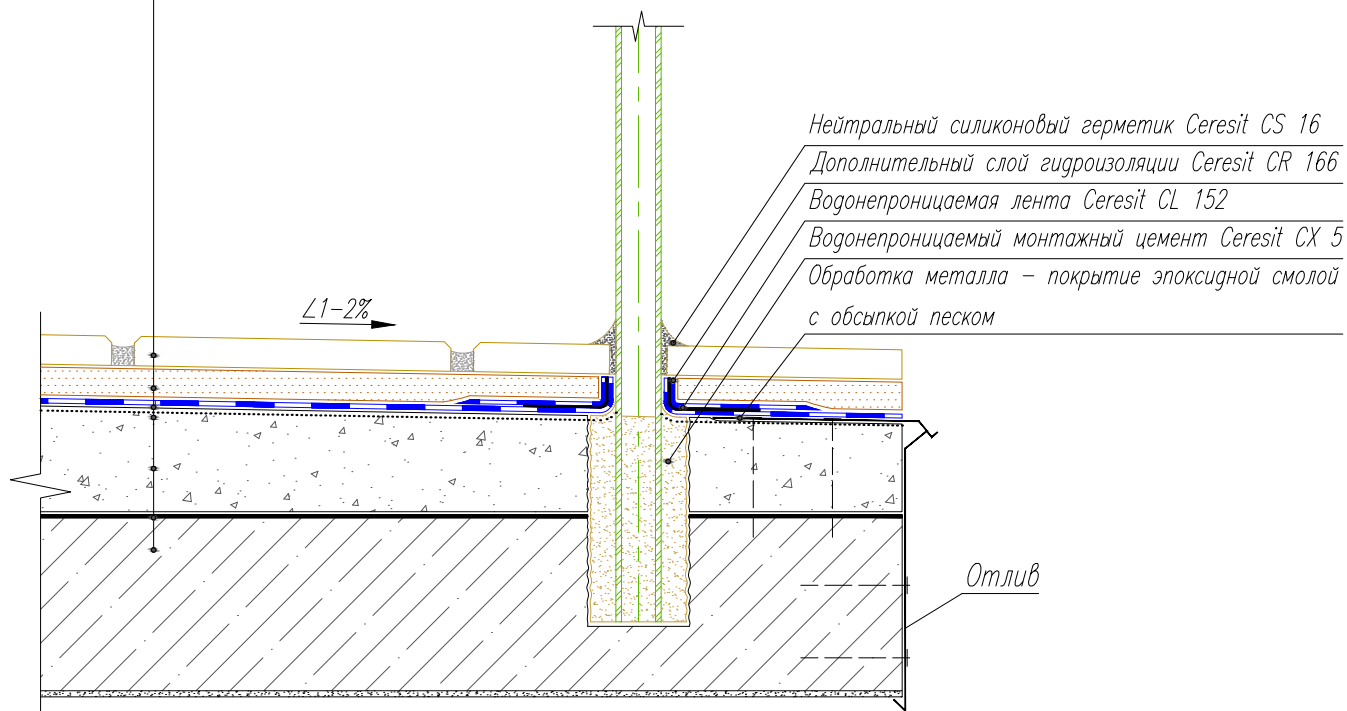 Нейтральный силиконовый герметик Ceresit CS 16
Дополнительный слой гидроизоляции Ceresit CR 166
Водонепроницаемая лента Ceresit CL 152
Водонепроницаемый монтажный цемент Ceresit CX 5
Обработка металла – покрытие эпоксидной смолой
с обсыпкой песком
∠1-2%
Отлив